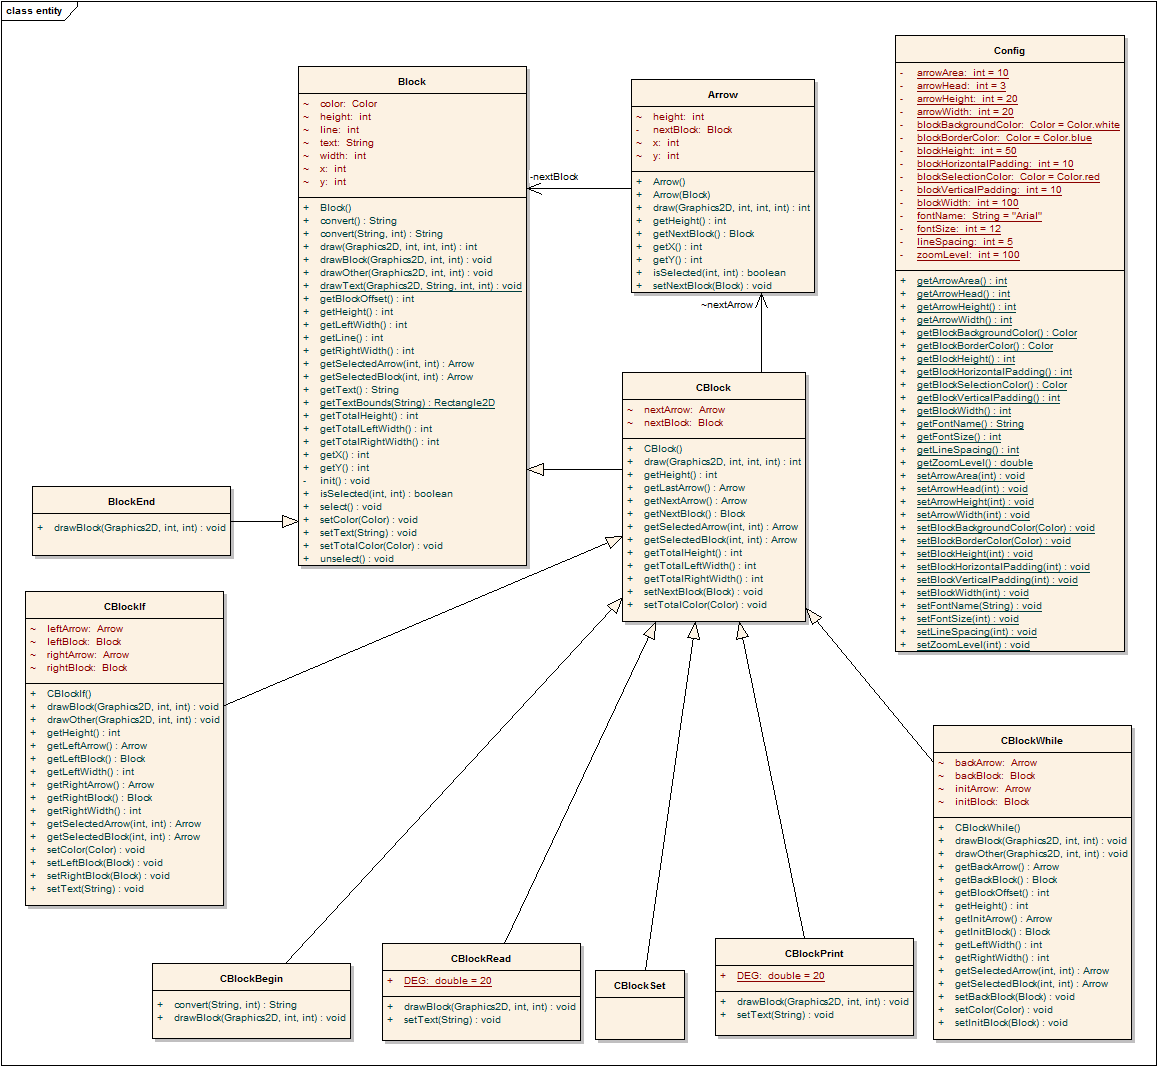 class entity
Block
~ color: Color
~ height: int
~ line: int
~ text: String
~ width: int
~ x: int
~ y: int
+ Block()
+ convert() : String
+ convert(String, int) : String
+ draw(Graphics2D, int, int, int) : int
+ drawBlock(Graphics2D, int, int) : void
+ drawOther(Graphics2D, int, int) : void
+ drawText(Graphics2D, String, int, int) : void
+ getBlockOffset() : int
+ getHeight() : int
+ getLeftWidth() : int
+ getLine() : int
+ getRightWidth() : int
+ getSelectedArrow(int, int) : Arrow
+ getSelectedBlock(int, int) : Arrow
+ getText() : String
+ getTextBounds(String) : Rectangle2D
+ getTotalHeight() : int
+ getTotalLeftWidth() : int
+ getTotalRightWidth() : int
+ getX() : int
+ getY() : int
- init() : void
+ isSelected(int, int) : boolean
+ select() : void
+ setColor(Color) : void
+ setText(String) : void
+ setTotalColor(Color) : void
+ unselect() : void
-nextBlock
Arrow
~ height: int
- nextBlock: Block
~ x: int
~ y: int
+ Arrow()
+ Arrow(Block)
+ draw(Graphics2D, int, int, int) : int
+ getHeight() : int
+ getNextBlock() : Block
+ getX() : int
+ getY() : int
+ isSelected(int, int) : boolean
+ setNextBlock(Block) : void
~nextArrow
Config
- arrowArea: int = 10
- arrowHead: int = 3
- arrowHeight: int = 20
- arrowWidth: int = 20
- blockBackgroundColor: Color = Color.white
- blockBorderColor: Color = Color.blue
- blockHeight: int = 50
- blockHorizontalPadding: int = 10
- blockSelectionColor: Color = Color.red
- blockVerticalPadding: int = 10
- blockWidth: int = 100
- fontName: String = "Arial"
- fontSize: int = 12
- lineSpacing: int = 5
- zoomLevel: int = 100
+ getArrowArea() : int
+ getArrowHead() : int
+ getArrowHeight() : int
+ getArrowWidth() : int
+ getBlockBackgroundColor() : Color
+ getBlockBorderColor() : Color
+ getBlockHeight() : int
+ getBlockHorizontalPadding() : int
+ getBlockSelectionColor() : Color
+ getBlockVerticalPadding() : int
+ getBlockWidth() : int
+ getFontName() : String
+ getFontSize() : int
+ getLineSpacing() : int
+ getZoomLevel() : double
+ setArrowArea(int) : void
+ setArrowHead(int) : void
+ setArrowHeight(int) : void
+ setArrowWidth(int) : void
+ setBlockBackgroundColor(Color) : void
+ setBlockBorderColor(Color) : void
+ setBlockHeight(int) : void
+ setBlockHorizontalPadding(int) : void
+ setBlockVerticalPadding(int) : void
+ setBlockWidth(int) : void
+ setFontName(String) : void
+ setFontSize(int) : void
+ setLineSpacing(int) : void
+ setZoomLevel(int) : void
CBlock
~ nextArrow: Arrow
~ nextBlock: Block
+ CBlock()
+ draw(Graphics2D, int, int, int) : int
+ getHeight() : int
+ getLastArrow() : Arrow
+ getNextArrow() : Arrow
+ getNextBlock() : Block
+ getSelectedArrow(int, int) : Arrow
+ getSelectedBlock(int, int) : Arrow
+ getTotalHeight() : int
+ getTotalLeftWidth() : int
+ getTotalRightWidth() : int
+ setNextBlock(Block) : void
+ setTotalColor(Color) : void
BlockEnd
+ drawBlock(Graphics2D, int, int) : void
CBlockIf
~ leftArrow: Arrow
~ leftBlock: Block
~ rightArrow: Arrow
~ rightBlock: Block
+ CBlockIf()
+ drawBlock(Graphics2D, int, int) : void
+ drawOther(Graphics2D, int, int) : void
+ getHeight() : int
+ getLeftArrow() : Arrow
+ getLeftBlock() : Block
+ getLeftWidth() : int
+ getRightArrow() : Arrow
+ getRightBlock() : Block
+ getRightWidth() : int
+ getSelectedArrow(int, int) : Arrow
+ getSelectedBlock(int, int) : Arrow
+ setColor(Color) : void
+ setLeftBlock(Block) : void
+ setRightBlock(Block) : void
+ setText(String) : void
CBlockWhile
~ backArrow: Arrow
~ backBlock: Block
~ initArrow: Arrow
~ initBlock: Block
+ CBlockWhile()
+ drawBlock(Graphics2D, int, int) : void
+ drawOther(Graphics2D, int, int) : void
+ getBackArrow() : Arrow
+ getBackBlock() : Block
+ getBlockOffset() : int
+ getHeight() : int
+ getInitArrow() : Arrow
+ getInitBlock() : Block
+ getLeftWidth() : int
+ getRightWidth() : int
+ getSelectedArrow(int, int) : Arrow
+ getSelectedBlock(int, int) : Arrow
+ setBackBlock(Block) : void
+ setColor(Color) : void
+ setInitBlock(Block) : void
CBlockBegin
+ convert(String, int) : String
+ drawBlock(Graphics2D, int, int) : void
CBlockRead
+ DEG: double = 20
+ drawBlock(Graphics2D, int, int) : void
+ setText(String) : void
CBlockSet
CBlockPrint
+ DEG: double = 20
+ drawBlock(Graphics2D, int, int) : void
+ setText(String) : void